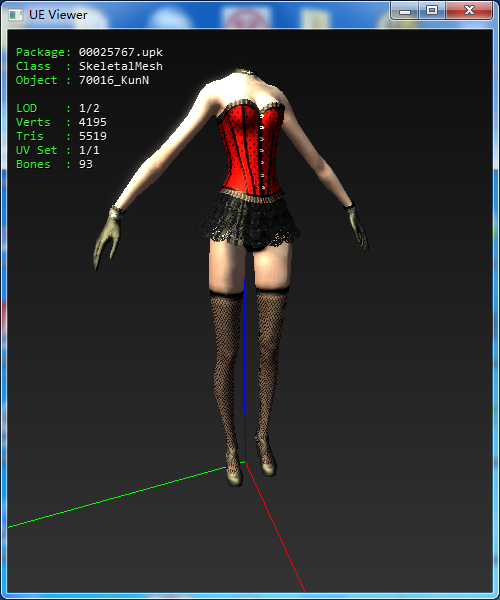 UE Viewer
Package: 00025767.upk
Class : SkeletalMesh
Object : 70016_KunN
LOD : 1/2
Verts : 4195
Tris : 5519
UV Set : 1/1
Bones : 93